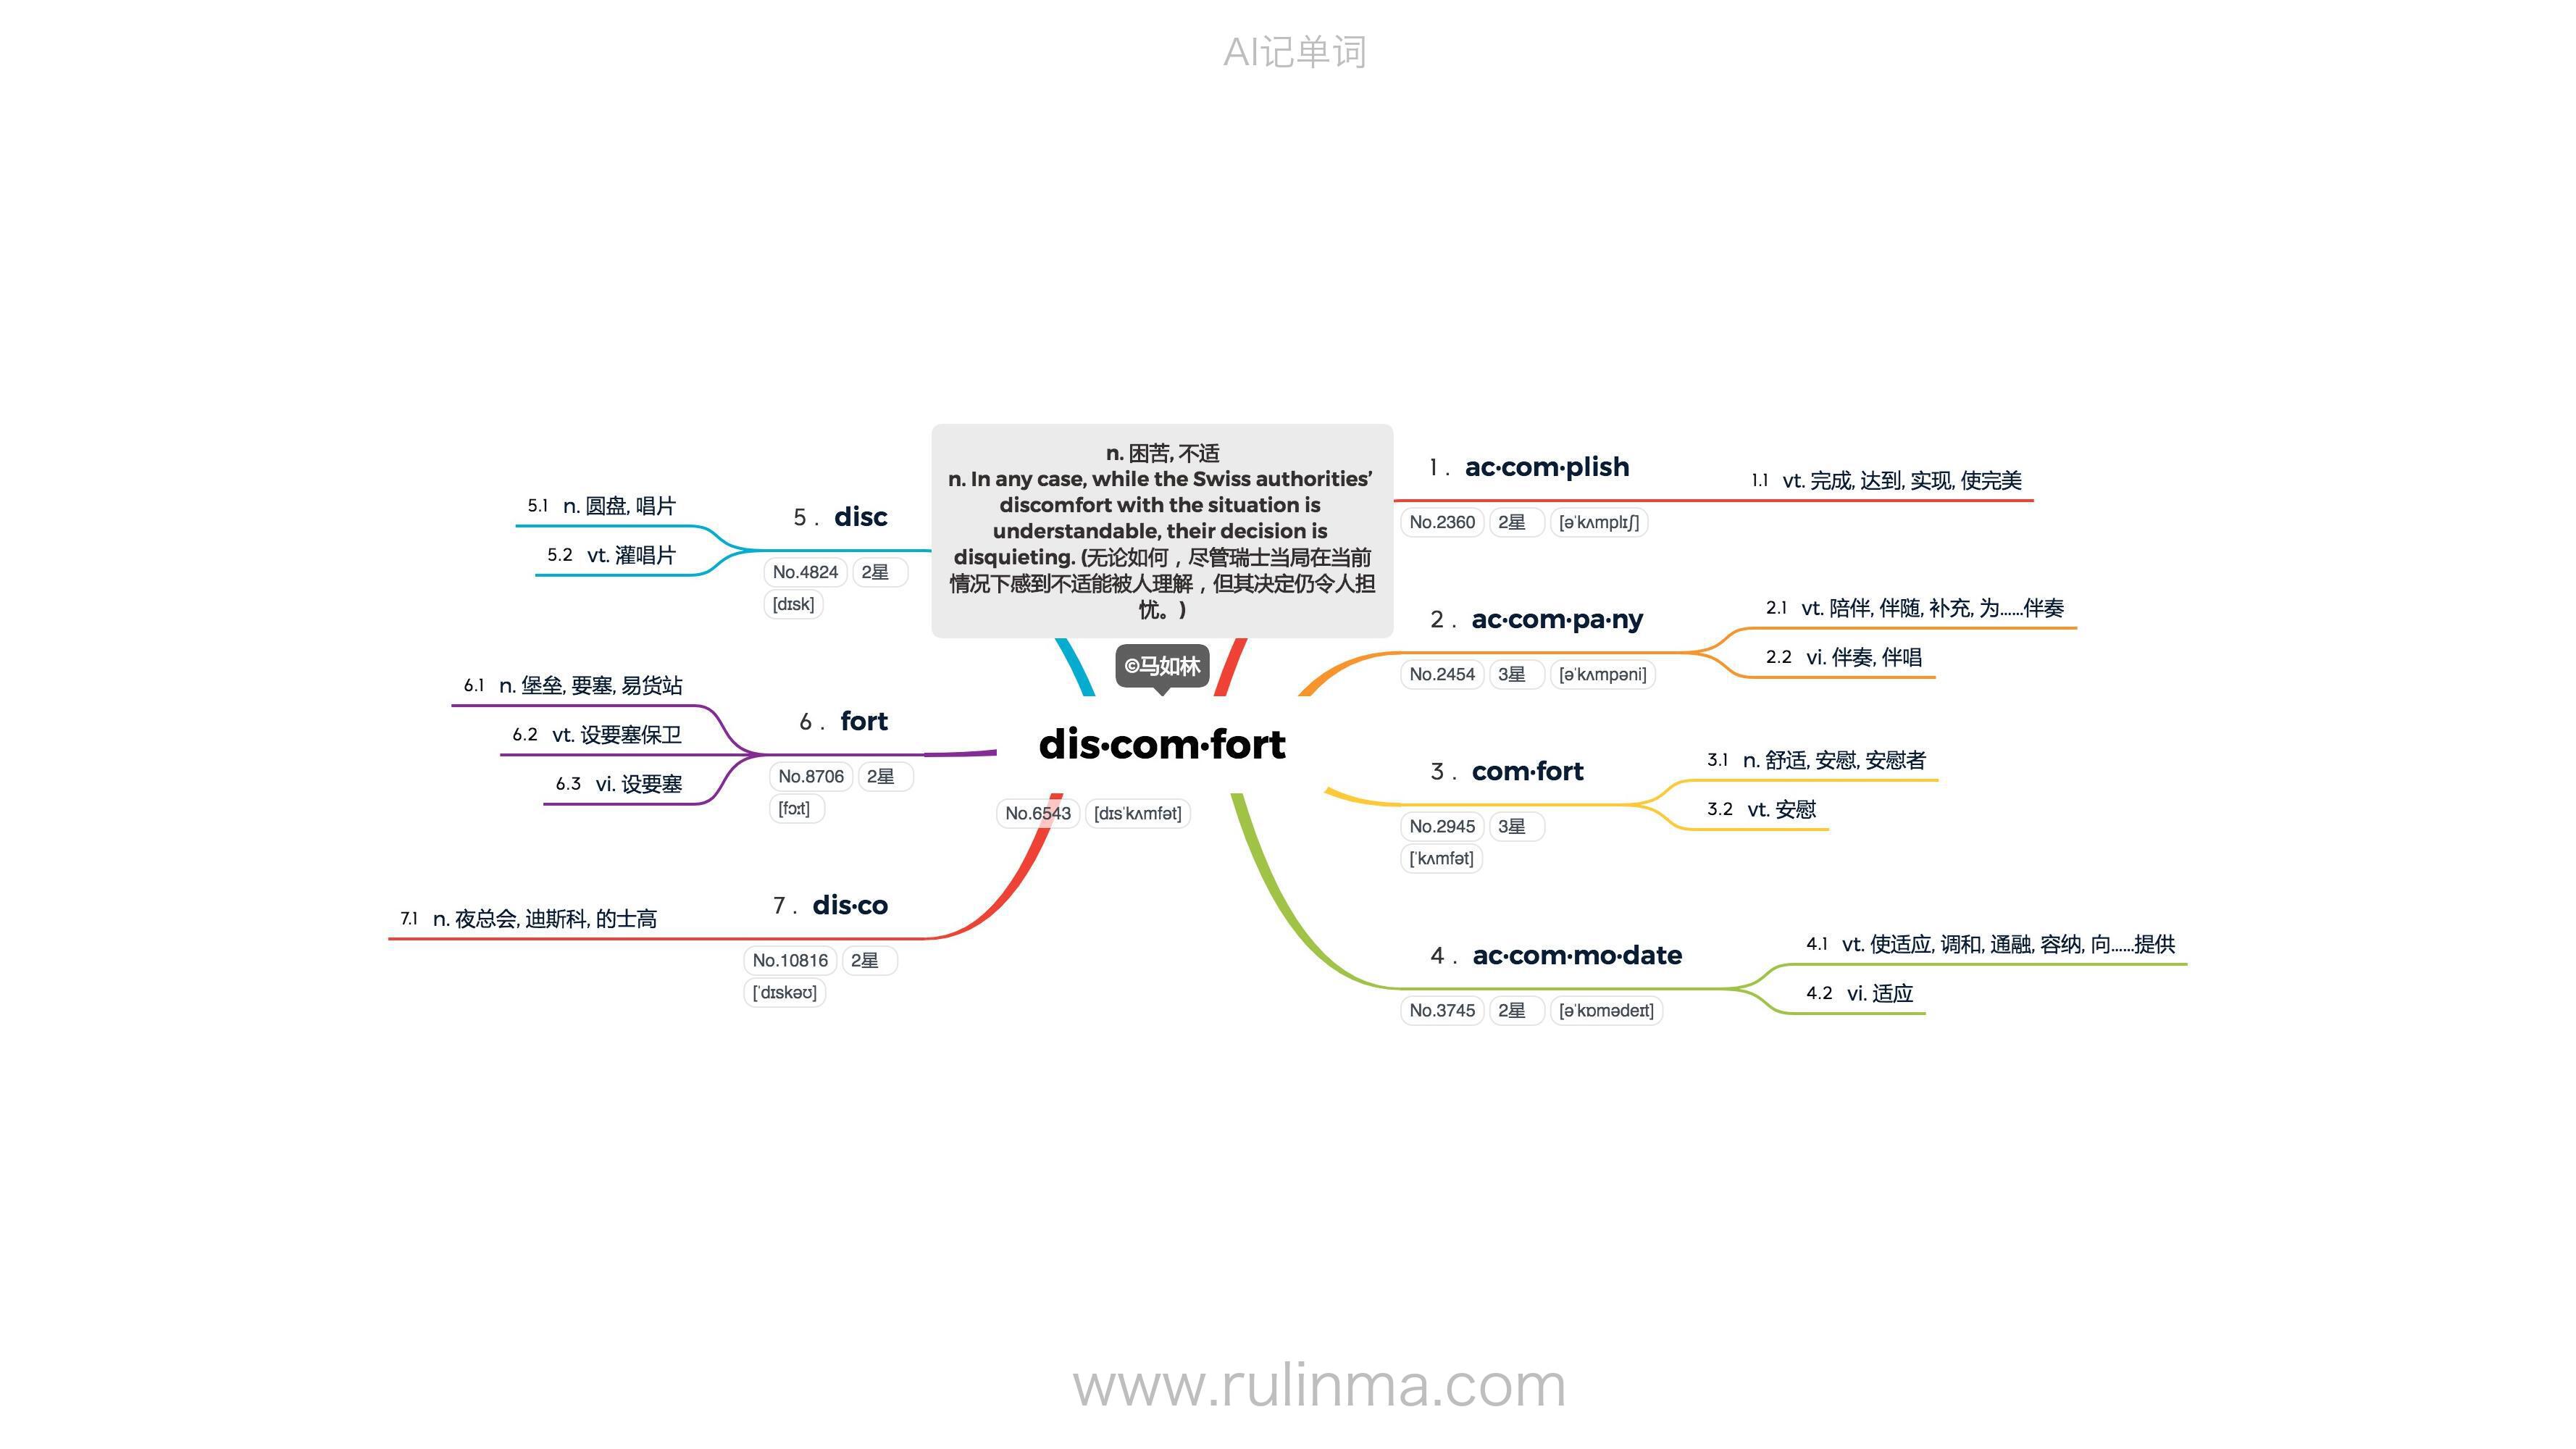 AI记单词
n. 困苦, 不适
n. In any case, while the Swiss authorities’
discomfort with the situation is
understandable, their decision is
disquieting. (无论如何，尽管瑞士当局在当前
情况下感到不适能被人理解，但其决定仍令人担
忧。)
©马如林
dis·com·fort
No.6543 [dɪsˈkʌmfət]
1. ac·com·plish
No.2360 2星 [əˈkʌmplɪʃ]
1.1 vt. 完成, 达到, 实现, 使完美
2. ac·com·pa·ny
No.2454 3星 [əˈkʌmpəni]
2.1 vt. 陪伴, 伴随, 补充, 为……伴奏
2.2 vi. 伴奏, 伴唱
3. com·fort
No.2945 3星
[ˈkʌmfət]
3.1 n. 舒适, 安慰, 安慰者
3.2 vt. 安慰
4. ac·com·mo·date
No.3745 2星 [əˈkɒmədeɪt]
4.1 vt. 使适应, 调和, 通融, 容纳, 向……提供
4.2 vi. 适应
5. disc
No.4824 2星
[dɪsk]
5.1 n. 圆盘, 唱片
5.2 vt. 灌唱片
6. fort
No.8706 2星
[fɔːt]
6.1 n. 堡垒, 要塞, 易货站
6.2 vt. 设要塞保卫
6.3 vi. 设要塞
7. dis·co
No.10816 2星
[ˈdɪskəʊ]
7.1 n. 夜总会, 迪斯科, 的士高
www.rulinma.com